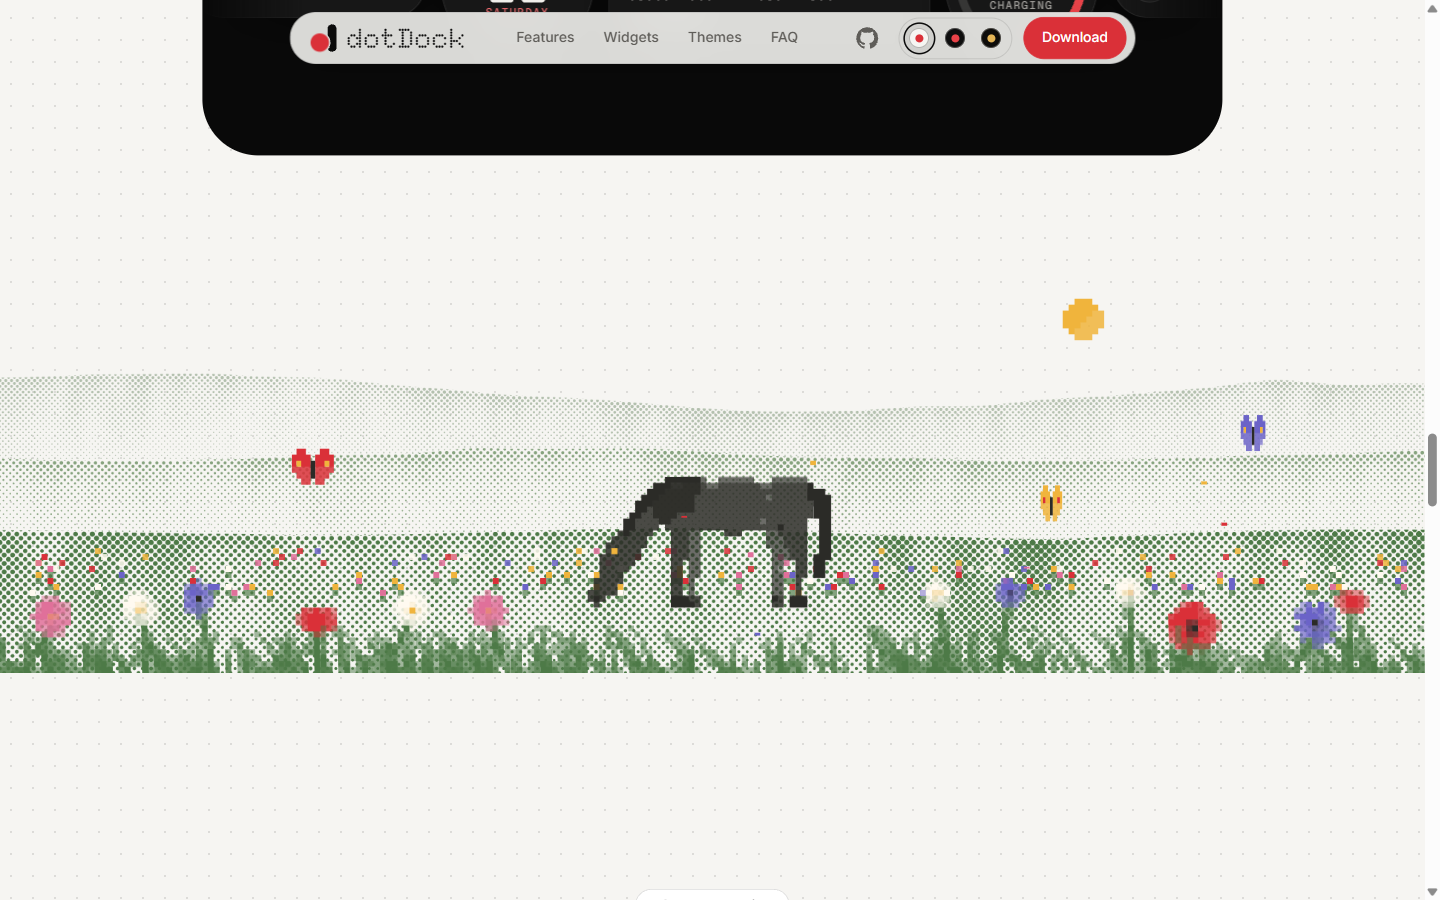 SATURDAY
CHARGING
dotDock
Features
Widgets
Themes
FAQ
Download